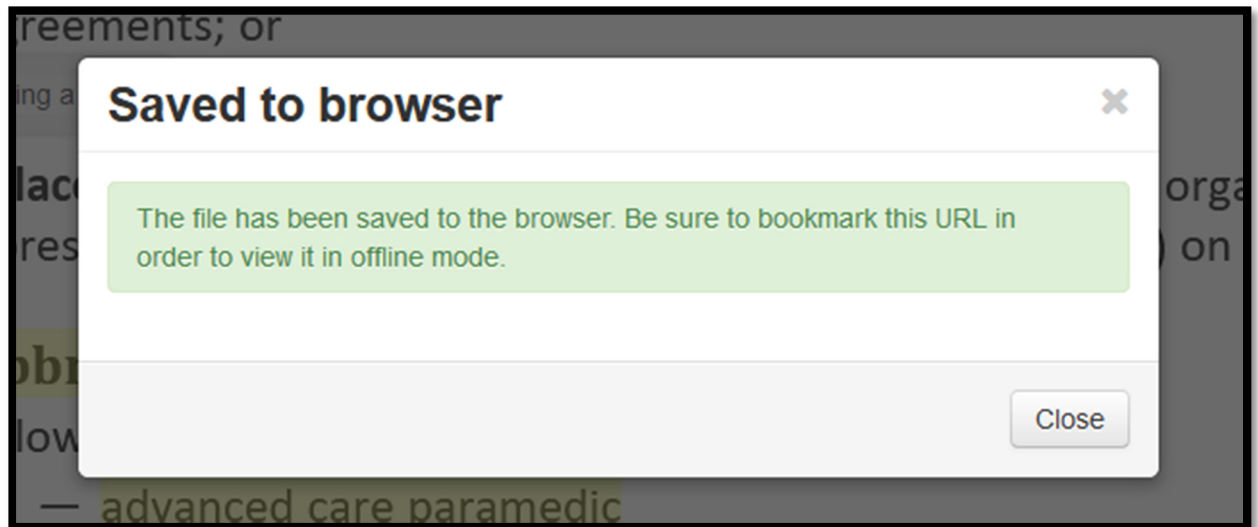 reements; or
ing a
Saved to browser
The file has been saved to the browser. Be sure to bookmark this URL in
order to view it in offline mode.
) on
Close
— advanced care paramedic